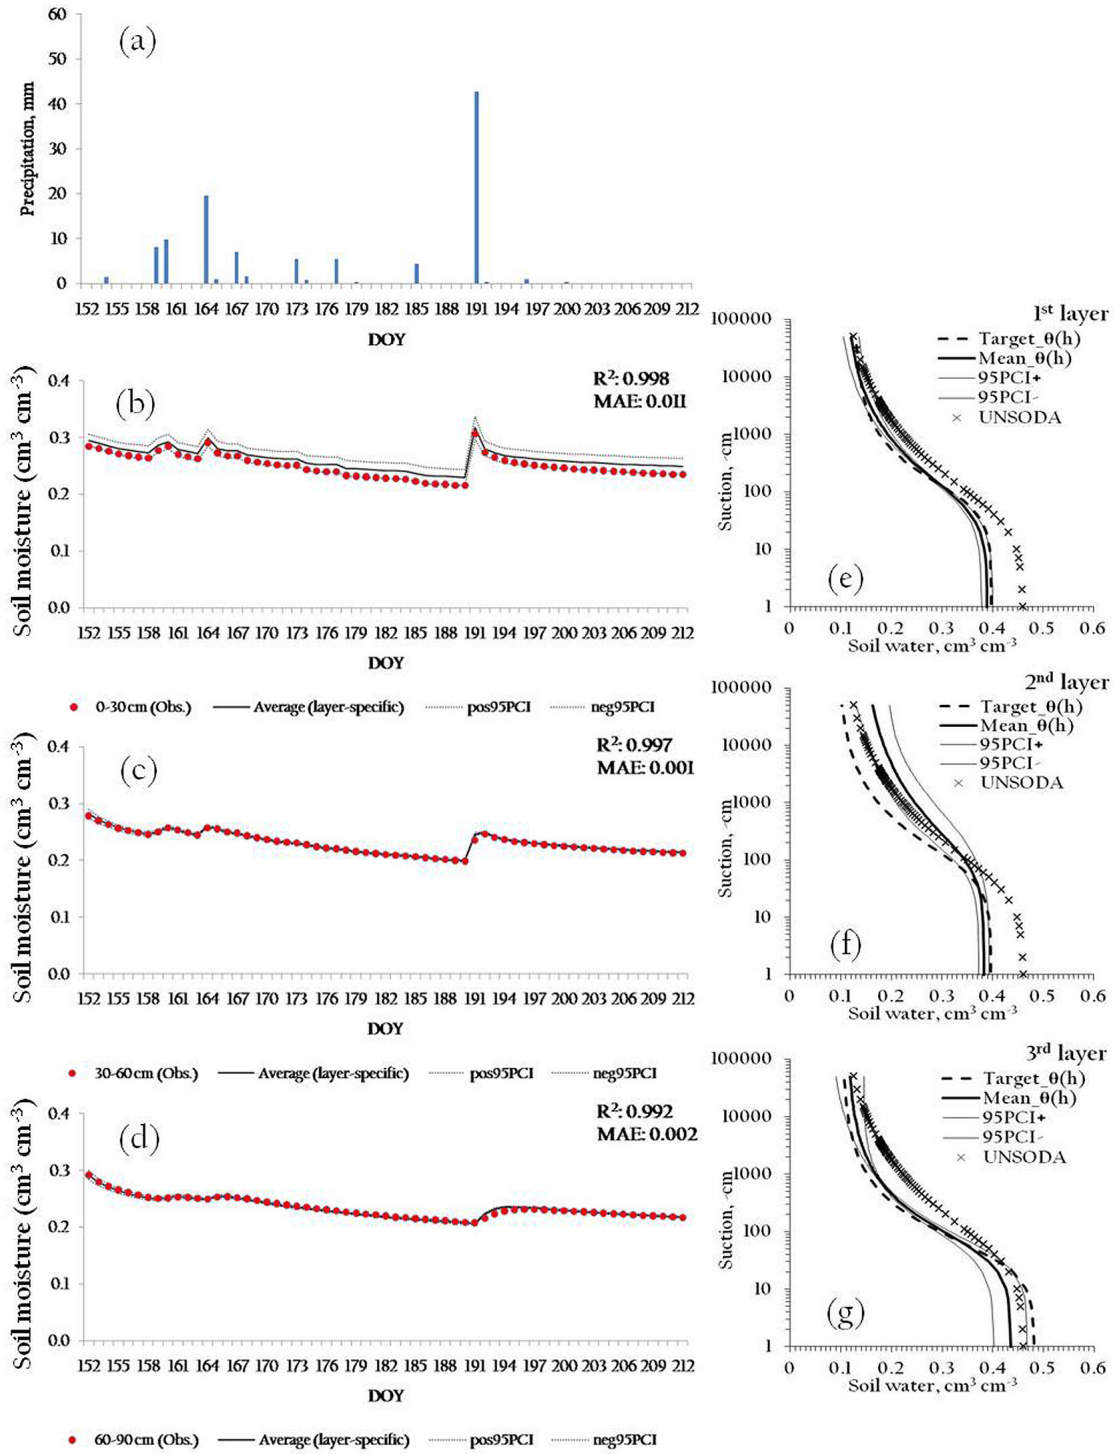 (a)
Precipitation, mm
60
50
40
30
20
10
0
152 155 158 161 164 167 170 173 176 179 182 185 188 191 194 197 200 203 206 209 212
DOY
(b)
R²: 0.998
MAE: 0.011
Soil moisture (cm³ cm⁻³)
0.4
0.3
0.2
0.1
0.0
152 155 158 161 164 167 170 173 176 179 182 185 188 191 194 197 200 203 206 209 212
DOY
0-30cm (Obs.) Average (layer-specific) pos95PCI neg95PCI
(c)
R²: 0.997
MAE: 0.001
Soil moisture (cm³ cm⁻³)
0.4
0.3
0.2
0.1
0.0
152 155 158 161 164 167 170 173 176 179 182 185 188 191 194 197 200 203 206 209 212
DOY
30-60cm (Obs.) Average (layer-specific) pos95PCI neg95PCI
(d)
R²: 0.992
MAE: 0.002
Soil moisture (cm³ cm⁻³)
0.4
0.3
0.2
0.1
0.0
152 155 158 161 164 167 170 173 176 179 182 185 188 191 194 197 200 203 206 209 212
DOY
60-90cm (Obs.) Average (layer-specific) pos95PCI neg95PCI
1st layer
Target_θ(h)
Mean_θ(h)
95PCI+
95PCI-
UNSODA
Suction, -cm
100000
10000
1000
100
10
1
(e)
0 0.1 0.2 0.3 0.4 0.5 0.6
Soil water, cm³ cm⁻³
2nd layer
Target_θ(h)
Mean_θ(h)
95PCI+
95PCI-
UNSODA
Suction, -cm
100000
10000
1000
100
10
1
(f)
0 0.1 0.2 0.3 0.4 0.5 0.6
Soil water, cm³ cm⁻³
3rd layer
Target_θ(h)
Mean_θ(h)
95PCI+
95PCI-
UNSODA
Suction, -cm
100000
10000
1000
100
10
1
(g)
0 0.1 0.2 0.3 0.4 0.5 0.6
Soil water, cm³ cm⁻³